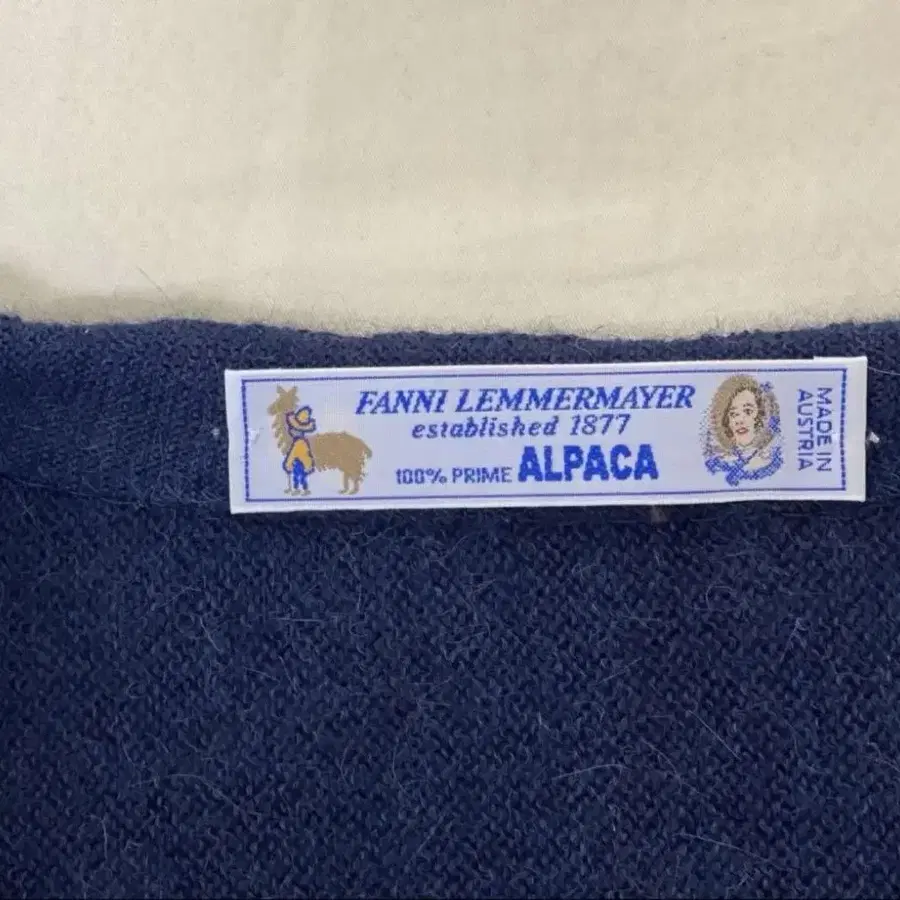 FANNI LEMMERMAYER
established 1877
100% PRIME ALPACA
MADE IN
AUSTRIA